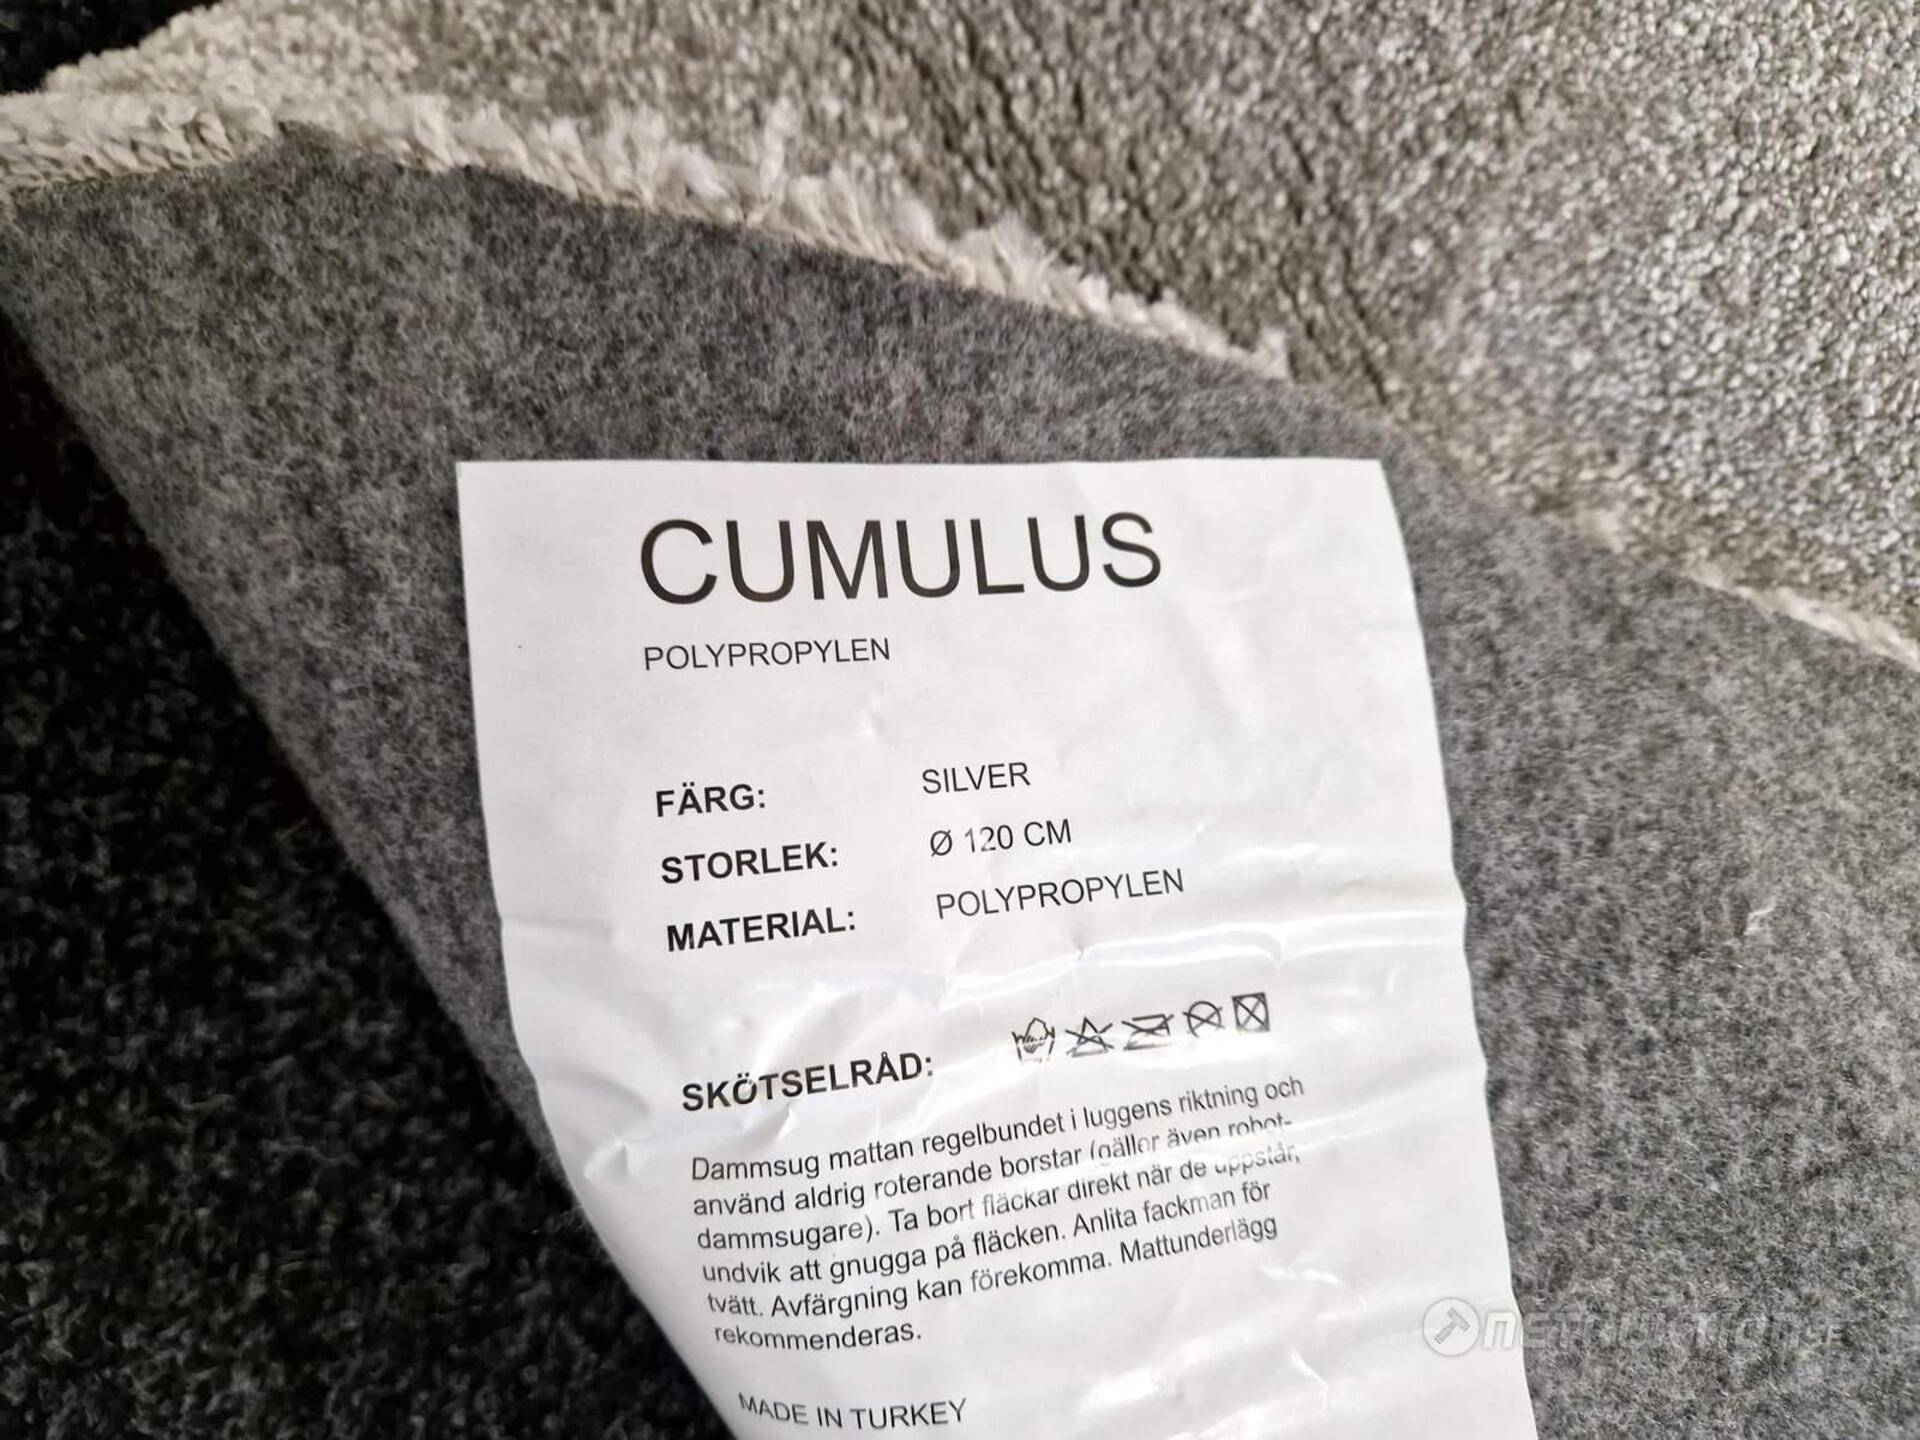 CUMULUS
POLYPROPYLEN
FÄRG: SILVER
STORLEK: Ø 120 CM
MATERIAL: POLYPROPYLEN
SKÖTSELRÅD:
Dammsug mattan regelbundet i luggens riktning och
använd aldrig roterande borstar (gäller även robot-
dammsugare). Ta bort fläckar direkt när de uppstår,
undvik att gnugga på fläcken. Anlita fackman för
tvätt. Avfärgning kan förekomma. Mattunderlägg
rekommenderas.
MADE IN TURKEY
NETAUKTION.SE